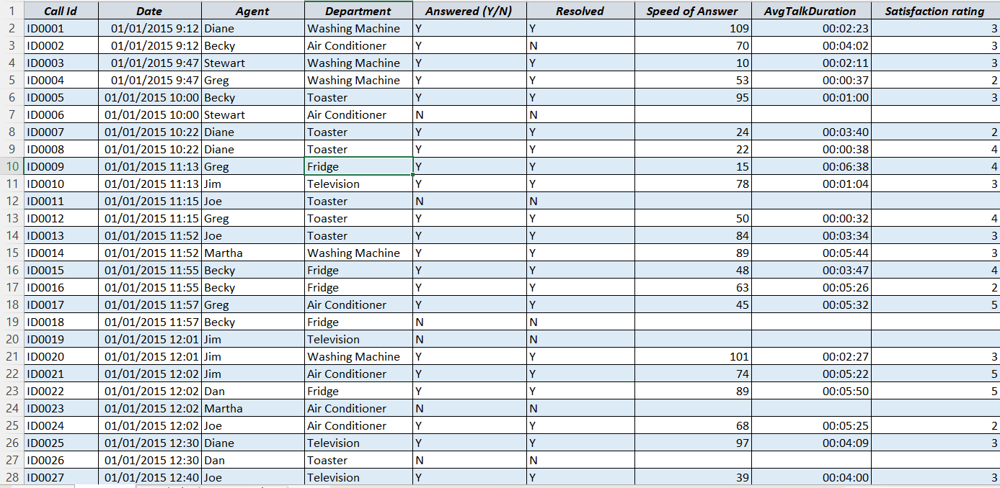 1 Call Id Date Agent Department Answered (Y/N) Resolved Speed of Answer AvgTalkDuration Satisfaction rating
2 ID0001 01/01/2015 9:12 Diane Washing Machine Y Y 109 00:02:23 3
3 ID0002 01/01/2015 9:12 Becky Air Conditioner Y N 70 00:04:02 3
4 ID0003 01/01/2015 9:47 Stewart Washing Machine Y Y 10 00:02:11 3
5 ID0004 01/01/2015 9:47 Greg Washing Machine Y Y 53 00:00:37 2
6 ID0005 01/01/2015 10:00 Becky Toaster Y Y 95 00:01:00 3
7 ID0006 01/01/2015 10:00 Stewart Air Conditioner N N
8 ID0007 01/01/2015 10:22 Diane Toaster Y Y 24 00:03:40 2
9 ID0008 01/01/2015 10:22 Diane Toaster Y Y 22 00:00:38 4
10 ID0009 01/01/2015 11:13 Greg Fridge Y Y 15 00:06:38 4
11 ID0010 01/01/2015 11:13 Jim Television Y Y 78 00:01:04 3
12 ID0011 01/01/2015 11:15 Joe Toaster N N
13 ID0012 01/01/2015 11:15 Greg Toaster Y Y 50 00:00:32 4
14 ID0013 01/01/2015 11:52 Joe Toaster Y Y 84 00:03:34 3
15 ID0014 01/01/2015 11:52 Martha Washing Machine Y Y 89 00:05:44 3
16 ID0015 01/01/2015 11:55 Becky Fridge Y Y 48 00:03:47 4
17 ID0016 01/01/2015 11:55 Becky Fridge Y Y 63 00:05:26 2
18 ID0017 01/01/2015 11:57 Greg Air Conditioner Y Y 45 00:05:32 5
19 ID0018 01/01/2015 11:57 Becky Fridge N N
20 ID0019 01/01/2015 12:01 Jim Television N N
21 ID0020 01/01/2015 12:01 Jim Washing Machine Y Y 101 00:02:27 3
22 ID0021 01/01/2015 12:02 Jim Air Conditioner Y Y 74 00:05:22 5
23 ID0022 01/01/2015 12:02 Dan Fridge Y Y 89 00:05:50 5
24 ID0023 01/01/2015 12:02 Martha Air Conditioner N N
25 ID0024 01/01/2015 12:02 Joe Air Conditioner Y Y 68 00:05:25 2
26 ID0025 01/01/2015 12:30 Diane Television Y Y 97 00:04:09 3
27 ID0026 01/01/2015 12:30 Dan Toaster N N
28 ID0027 01/01/2015 12:40 Joe Television Y Y 39 00:04:00 3